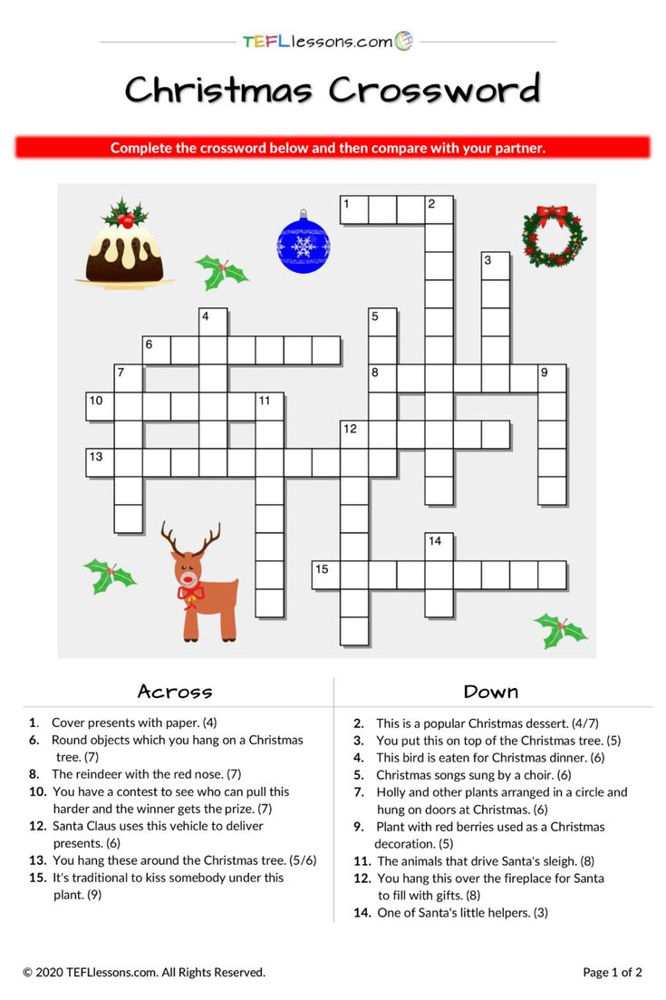 TEFLlessons.com
Christmas Crossword
Complete the crossword below and then compare with your partner.
1 2
3
4 5
6
7 8 9
10 11
12
13
14
15
Across
1. Cover presents with paper. (4)
6. Round objects which you hang on a Christmas
tree. (7)
8. The reindeer with the red nose. (7)
10. You have a contest to see who can pull this
harder and the winner gets the prize. (7)
12. Santa Claus uses this vehicle to deliver
presents. (6)
13. You hang these around the Christmas tree. (5/6)
15. It's traditional to kiss somebody under this
plant. (9)
Down
2. This is a popular Christmas dessert. (4/7)
3. You put this on top of the Christmas tree. (5)
4. This bird is eaten for Christmas dinner. (6)
5. Christmas songs sung by a choir. (6)
7. Holly and other plants arranged in a circle and
hung on doors at Christmas. (6)
9. Plant with red berries used as a Christmas
decoration. (5)
11. The animals that drive Santa's sleigh. (8)
12. You hang this over the fireplace for Santa
to fill with gifts. (8)
14. One of Santa's little helpers. (3)
© 2020 TEFLlessons.com. All Rights Reserved.
Page 1 of 2